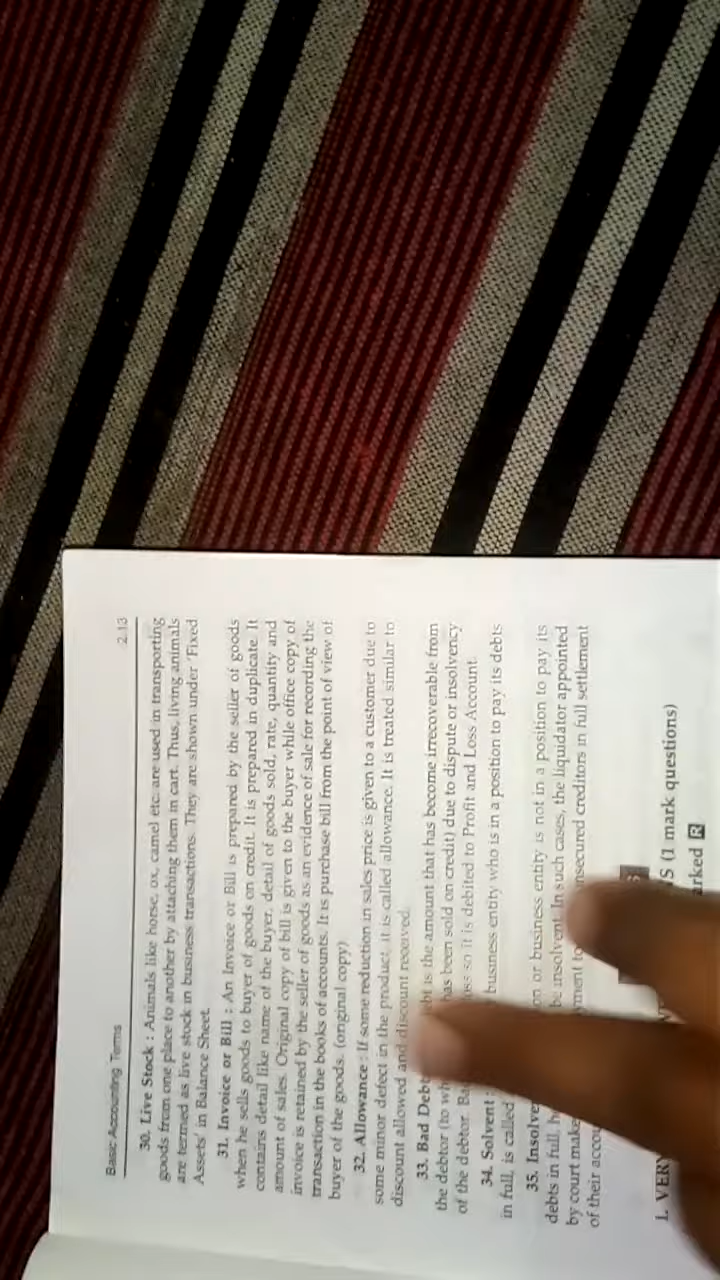 Basic Accounting Terms 2.13
30. Live Stock : Animals like horse, ox, camel etc. are used in transporting
goods from one place to another by attaching them in cart. Thus, living animals
are termed as live stock in business transactions. They are shown under 'Fixed
Assets' in Balance Sheet.
31. Invoice or Bill : An Invoice or Bill is prepared by the seller of goods
when he sells goods to buyer of goods on credit. It is prepared in duplicate. It
contains detail like name of the buyer, detail of goods sold, rate, quantity and
amount of sales. Original copy of bill is given to the buyer while office copy of
invoice is retained by the seller of goods as an evidence of sale for recording the
transaction in the books of accounts. It is purchase bill from the point of view of
buyer of the goods. (original copy)
32. Allowance : If some reduction in sales price is given to a customer due to
some minor defect in the product, it is called allowance. It is treated similar to
discount allowed and discount received.
33. Bad Debt is the amount that has become irrecoverable from
the debtor (to has been sold on credit) due to dispute or insolvency
of the debtor. so it is debited to Profit and Loss Account.
34. Solvent business entity who is in a position to pay its debts
in full, is called
35. or business entity is not in a position to pay its
debts in full, be insolvent. In such cases, the liquidator appointed
by court make to creditors in full settlement
of their
I. VERY (1 mark questions)
R